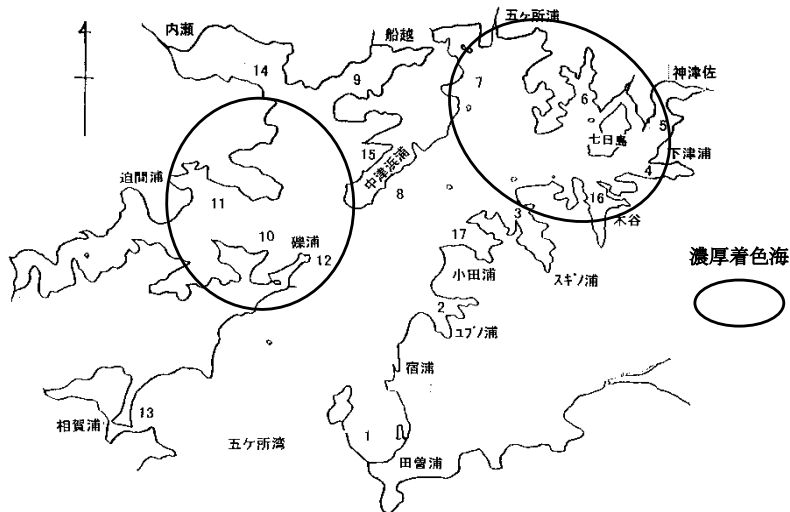 五ケ所浦
内瀬
船越
14
9
7
神津佐
6
5
七日島
15
中津浜浦
下津浦
迫間浦
8
4
11
16
3
木谷
10
礫浦
17
12
濃厚着色海
小田浦
スギノ浦
2
ユブノ浦
宿浦
13
相賀浦
1
五ケ所湾
田曽浦